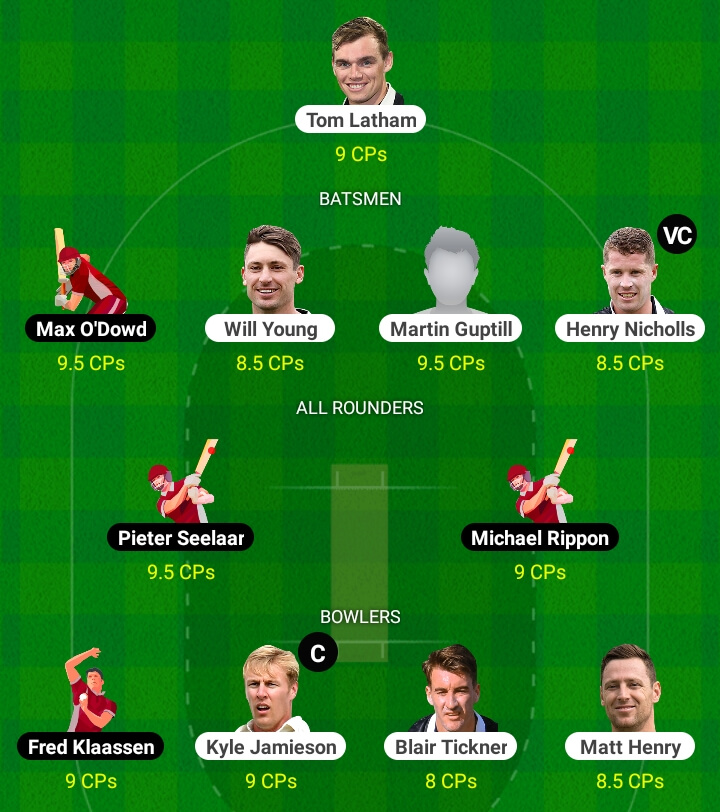 Tom Latham
9 CPs
BATSMEN
VC
Max O'Dowd
Will Young
Martin Guptill
Henry Nicholls
9.5 CPs
8.5 CPs
9.5 CPs
8.5 CPs
ALL ROUNDERS
Pieter Seelaar
Michael Rippon
9.5 CPs
9 CPs
BOWLERS
C
Fred Klaassen
Kyle Jamieson
Blair Tickner
Matt Henry
9 CPs
9 CPs
8 CPs
8.5 CPs